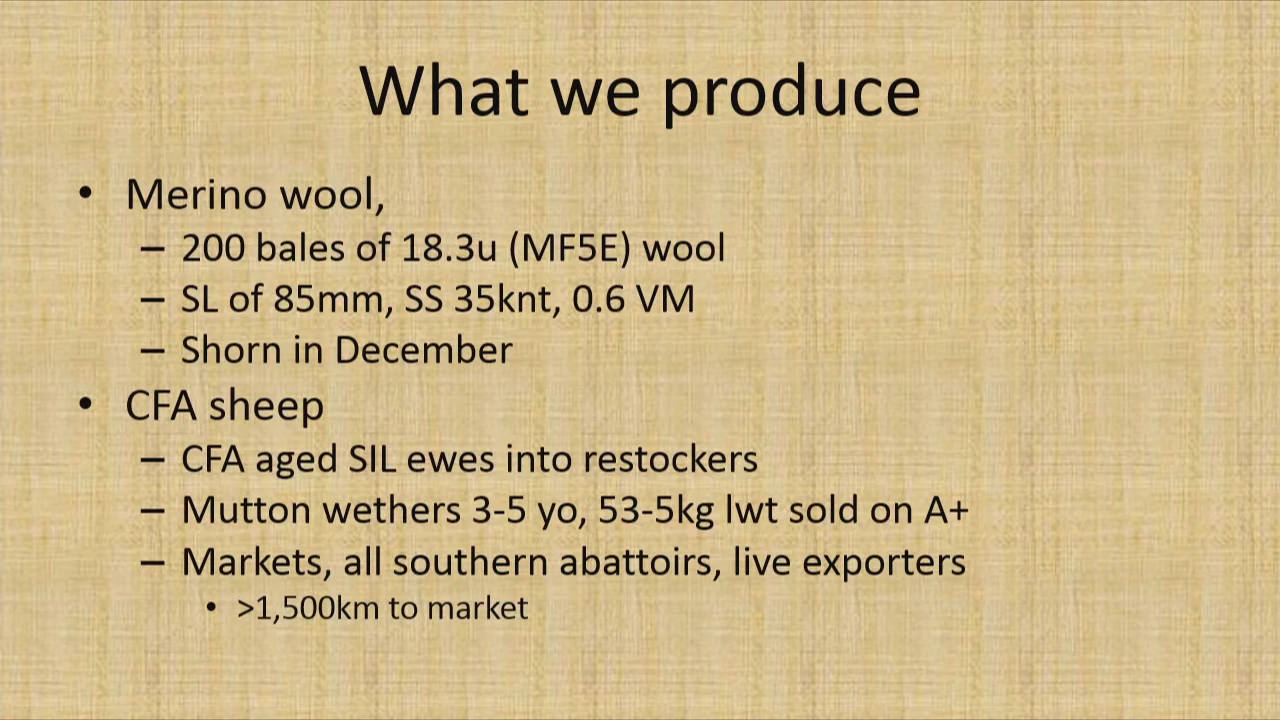 What we produce
• Merino wool,
– 200 bales of 18.3u (MF5E) wool
– SL of 85mm, SS 35knt, 0.6 VM
– Shorn in December
• CFA sheep
– CFA aged SIL ewes into restockers
– Mutton wethers 3-5 yo, 53-5kg lwt sold on A+
– Markets, all southern abattoirs, live exporters
• >1,500km to market